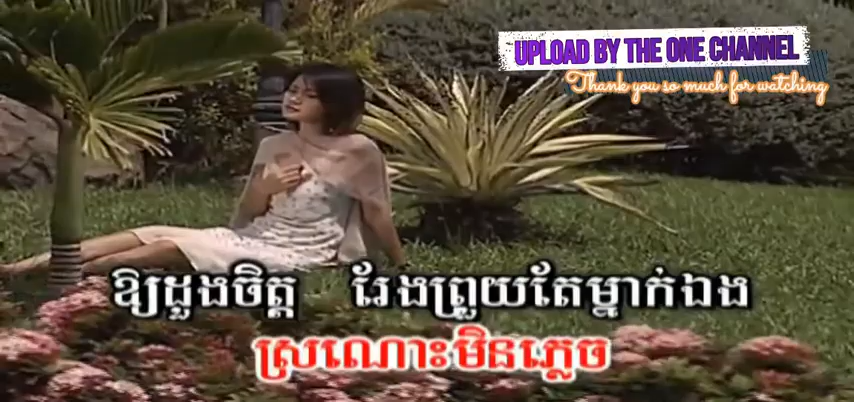 UPLOAD BY THE ONE CHANNEL
Thank you so much for watching
ឱ្យដួងចិត្ត រែងព្រួយតែម្នាក់ឯង
ស្រណោះមិនភ្លេច